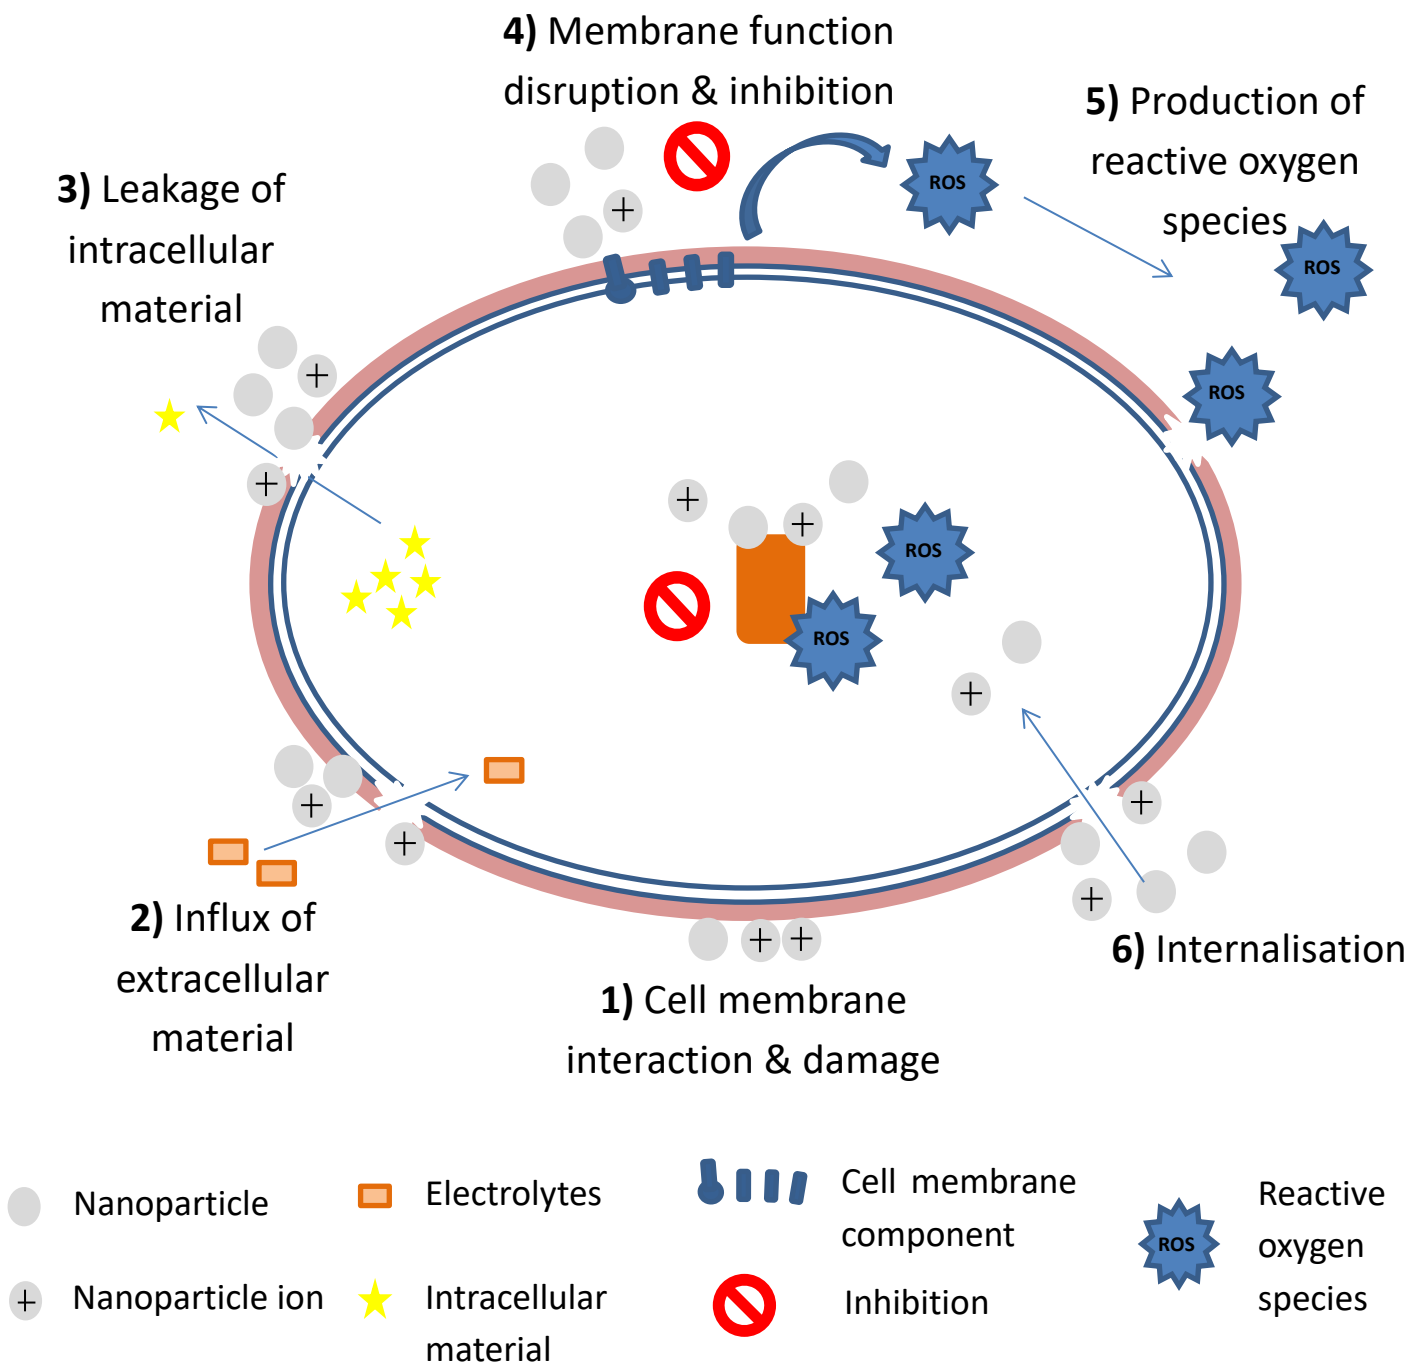 4) Membrane function
disruption & inhibition
5) Production of
reactive oxygen
species
3) Leakage of
intracellular
material
ROS
ROS
ROS
+
+
+
+
+
ROS
ROS
+
+
+
+
+
+
+
2) Influx of
extracellular
material
6) Internalisation
1) Cell membrane
interaction & damage
Nanoparticle
Electrolytes
Cell membrane
component
Reactive
oxygen
species
ROS
+
Nanoparticle ion
Intracellular
material
Inhibition